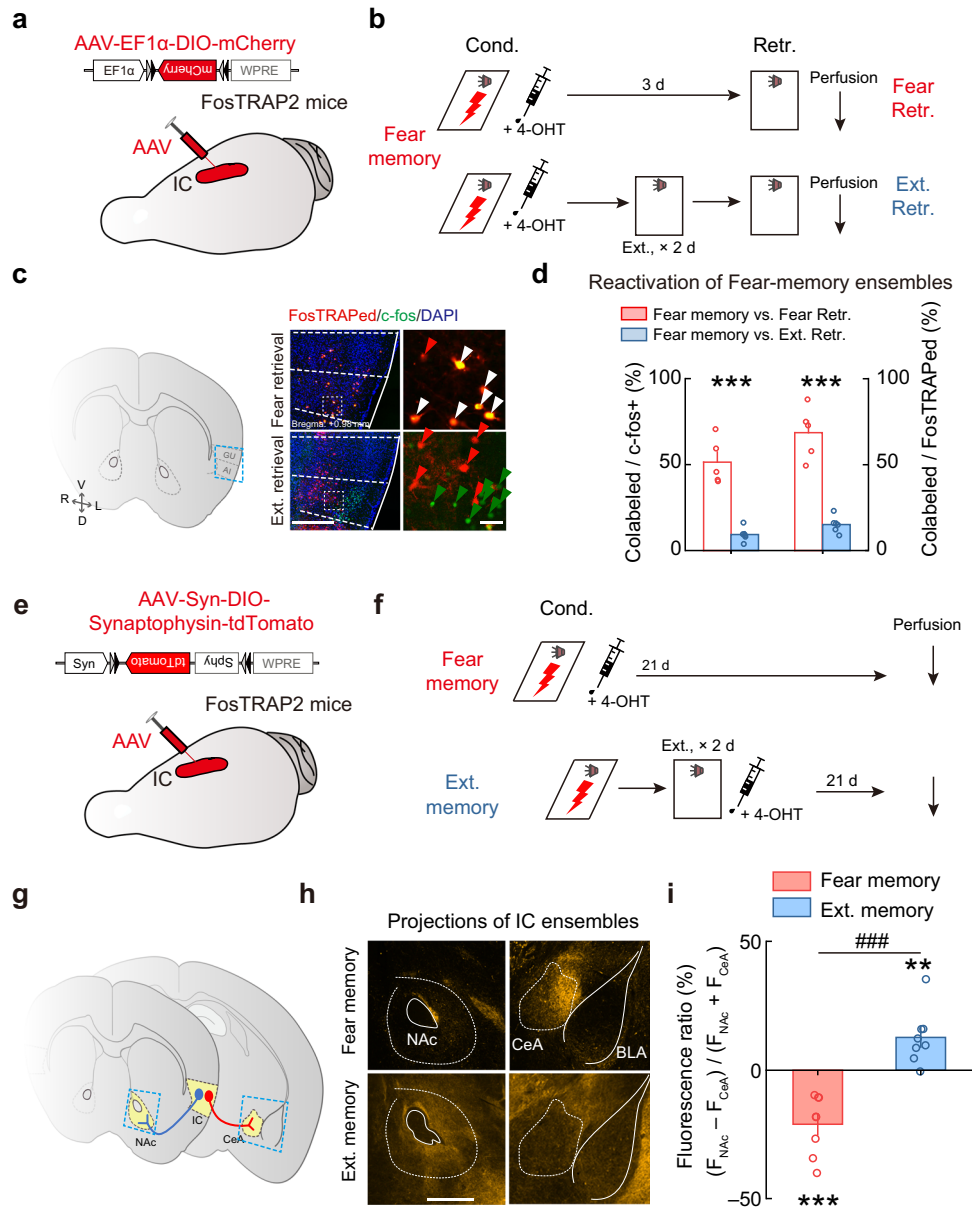 a
AAV-EF1α-DIO-mCherry
EF1α
mCherry
WPRE
FosTRAP2 mice
AAV
IC
b
Cond.
Retr.
Fear
memory
+ 4-OHT
3 d
Perfusion
Fear
Retr.
+ 4-OHT
Ext., × 2 d
Perfusion
Ext.
Retr.
c
GU
AI
V
R
L
D
FosTRAPed/c-fos/DAPI
Fear retrieval
Bregma: +0.98 mm
Ext. retrieval
d
Reactivation of Fear-memory ensembles
Fear memory vs. Fear Retr.
Fear memory vs. Ext. Retr.
Colabeled / c-fos+ (%)
100
50
0
***
***
100
50
0
Colabeled / FosTRAPed (%)
e
AAV-Syn-DIO-
Synaptophysin-tdTomato
Syn
tdTomato
Sphy
WPRE
FosTRAP2 mice
AAV
IC
f
Cond.
Perfusion
Fear
memory
+ 4-OHT
21 d
Ext.
memory
Ext., × 2 d
+ 4-OHT
21 d
g
NAc
IC
CeA
h
Projections of IC ensembles
Fear memory
NAc
CeA
BLA
Ext. memory
i
Fear memory
Ext. memory
Fluorescence ratio (%)
(F_NAc – F_CeA) / (F_NAc + F_CeA)
50
0
–50
###
**
***